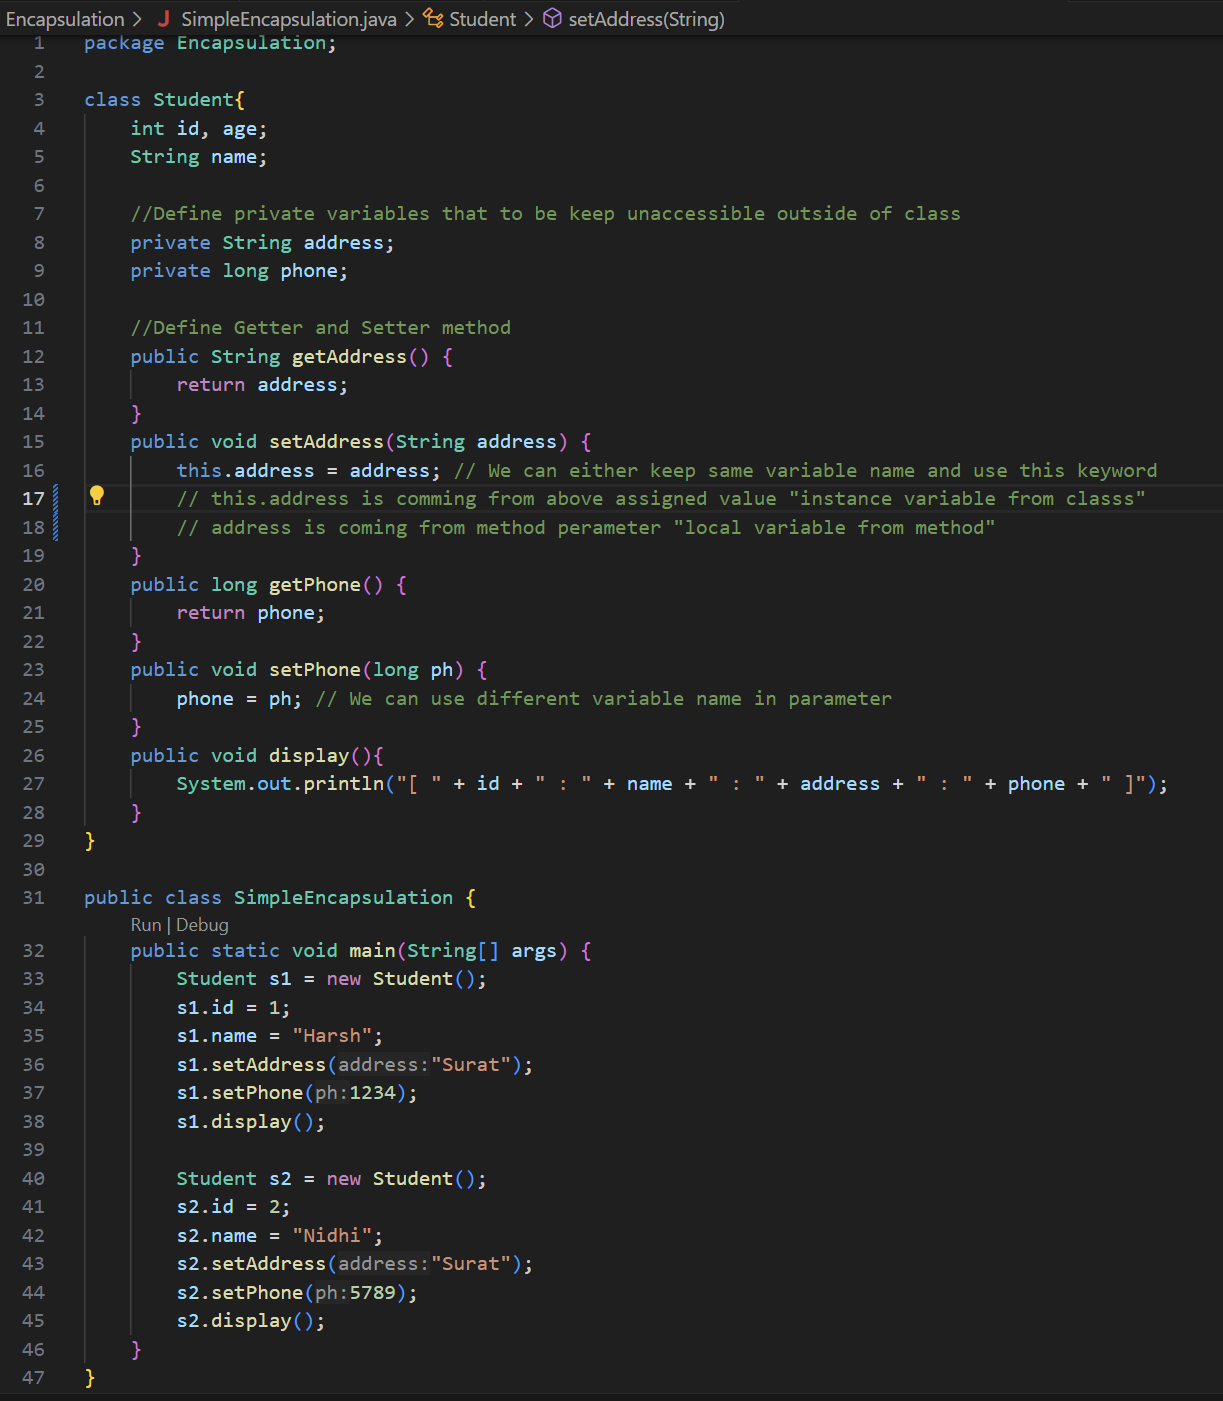 Encapsulation > J SimpleEncapsulation.java > Student > setAddress(String)
1 package Encapsulation;
2
3 class Student{
4     int id, age;
5     String name;
6
7     //Define private variables that to be keep unaccessible outside of class
8     private String address;
9     private long phone;
10
11     //Define Getter and Setter method
12     public String getAddress() {
13         return address;
14     }
15     public void setAddress(String address) {
16         this.address = address; // We can either keep same variable name and use this keyword
17         // this.address is comming from above assigned value "instance variable from classs"
18         // address is coming from method perameter "local variable from method"
19     }
20     public long getPhone() {
21         return phone;
22     }
23     public void setPhone(long ph) {
24         phone = ph; // We can use different variable name in parameter
25     }
26     public void display(){
27         System.out.println("[ " + id + " : " + name + " : " + address + " : " + phone + " ]");
28     }
29 }
30
31 public class SimpleEncapsulation {
Run | Debug
32     public static void main(String[] args) {
33         Student s1 = new Student();
34         s1.id = 1;
35         s1.name = "Harsh";
36         s1.setAddress(address:"Surat");
37         s1.setPhone(ph:1234);
38         s1.display();
39
40         Student s2 = new Student();
41         s2.id = 2;
42         s2.name = "Nidhi";
43         s2.setAddress(address:"Surat");
44         s2.setPhone(ph:5789);
45         s2.display();
46     }
47 }